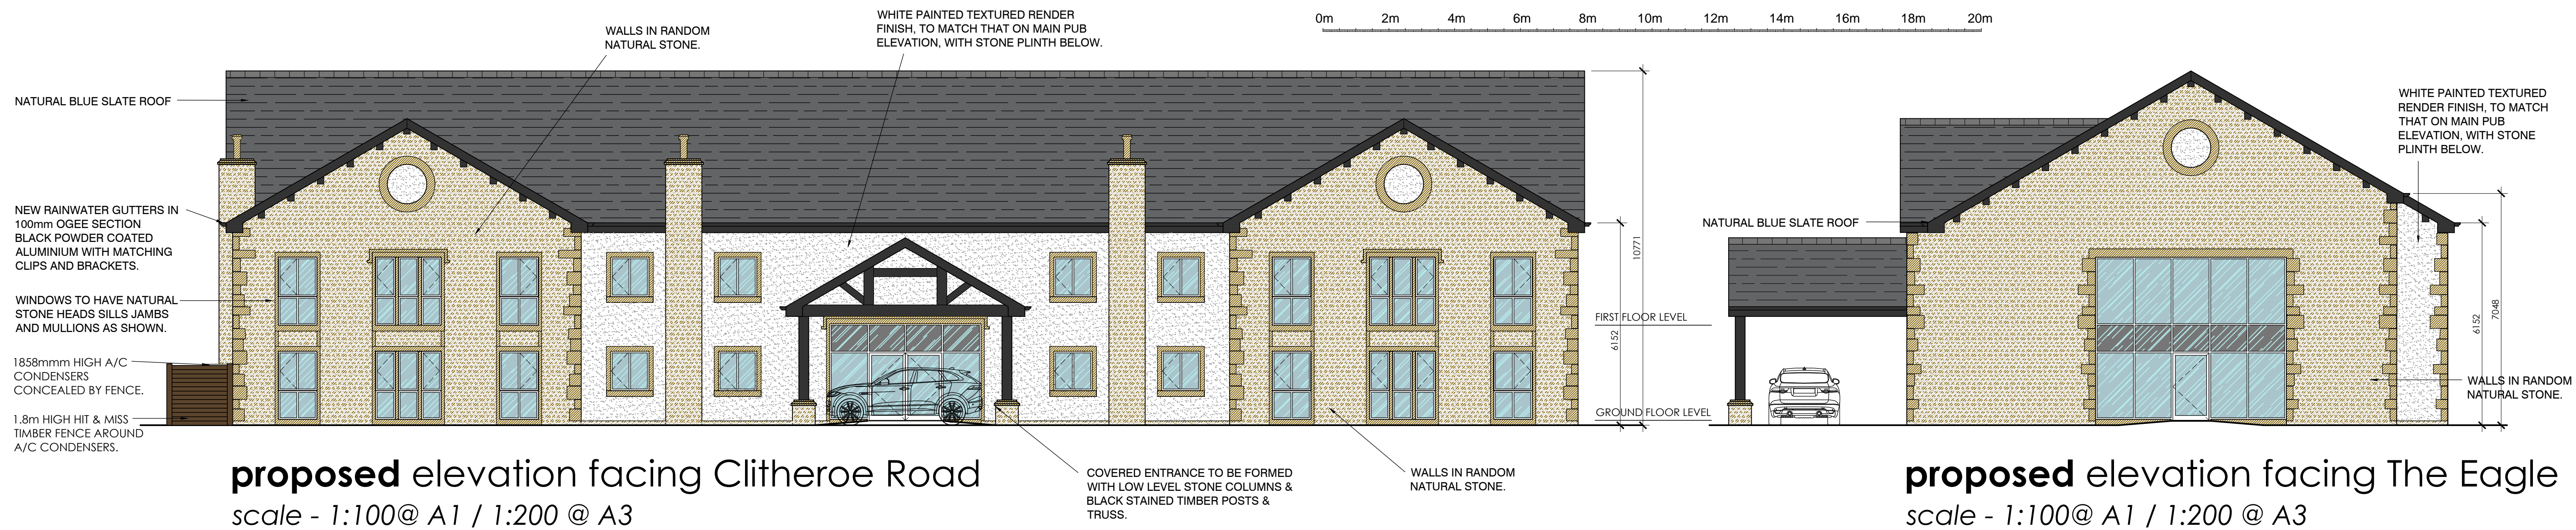 0m 2m 4m 6m 8m 10m 12m 14m 16m 18m 20m
WHITE PAINTED TEXTURED RENDER
FINISH, TO MATCH THAT ON MAIN PUB
ELEVATION, WITH STONE PLINTH BELOW.
WALLS IN RANDOM
NATURAL STONE.
NATURAL BLUE SLATE ROOF
NEW RAINWATER GUTTERS IN
100mm OGEE SECTION
BLACK POWDER COATED
ALUMINIUM WITH MATCHING
CLIPS AND BRACKETS.
WINDOWS TO HAVE NATURAL
STONE HEADS SILLS JAMBS
AND MULLIONS AS SHOWN.
1858mmm HIGH A/C
CONDENSERS
CONCEALED BY FENCE.
1.8m HIGH HIT & MISS
TIMBER FENCE AROUND
A/C CONDENSERS.
10771
FIRST FLOOR LEVEL
6152
GROUND FLOOR LEVEL
COVERED ENTRANCE TO BE FORMED
WITH LOW LEVEL STONE COLUMNS &
BLACK STAINED TIMBER POSTS &
TRUSS.
WALLS IN RANDOM
NATURAL STONE.
proposed elevation facing Clitheroe Road
scale - 1:100@ A1 / 1:200 @ A3
WHITE PAINTED TEXTURED
RENDER FINISH, TO MATCH
THAT ON MAIN PUB
ELEVATION, WITH STONE
PLINTH BELOW.
NATURAL BLUE SLATE ROOF
6152
7048
WALLS IN RANDOM
NATURAL STONE.
proposed elevation facing The Eagle
scale - 1:100@ A1 / 1:200 @ A3